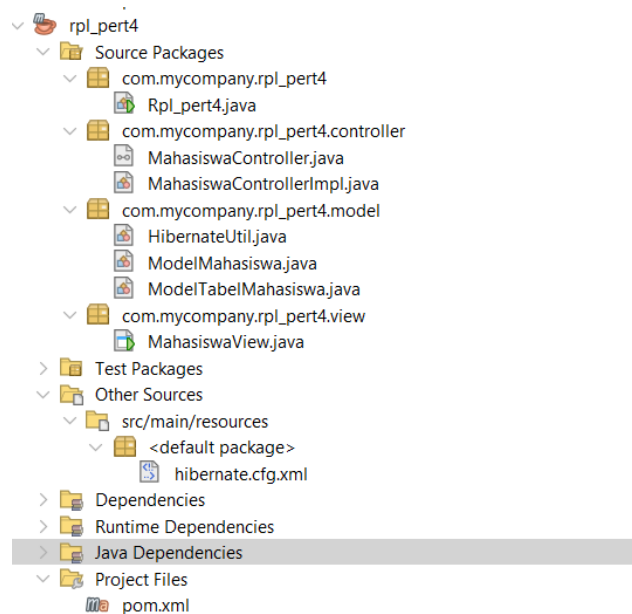 rpl_pert4
Source Packages
com.mycompany.rpl_pert4
Rpl_pert4.java
com.mycompany.rpl_pert4.controller
MahasiswaController.java
MahasiswaControllerImpl.java
com.mycompany.rpl_pert4.model
HibernateUtil.java
ModelMahasiswa.java
ModelTabelMahasiswa.java
com.mycompany.rpl_pert4.view
MahasiswaView.java
Test Packages
Other Sources
src/main/resources
<default package>
hibernate.cfg.xml
Dependencies
Runtime Dependencies
Java Dependencies
Project Files
pom.xml